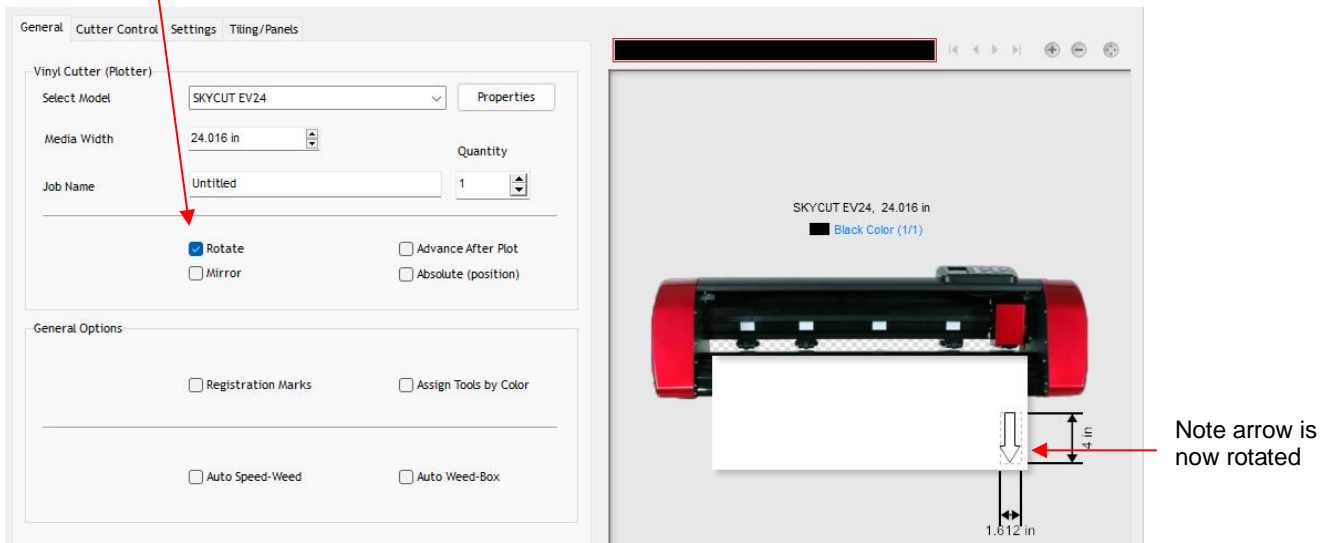 General Cutter Control Settings Tiling/Panels
Vinyl Cutter (Plotter)
Select Model SKYCUT EV24 Properties
Media Width 24.016 in
Quantity
Job Name Untitled 1
Rotate Advance After Plot
Mirror Absolute (position)
General Options
Registration Marks Assign Tools by Color
Auto Speed-Weed Auto Weed-Box
SKYCUT EV24, 24.016 in
Black Color (1/1)
4 in
1.612 in
Note arrow is
now rotated